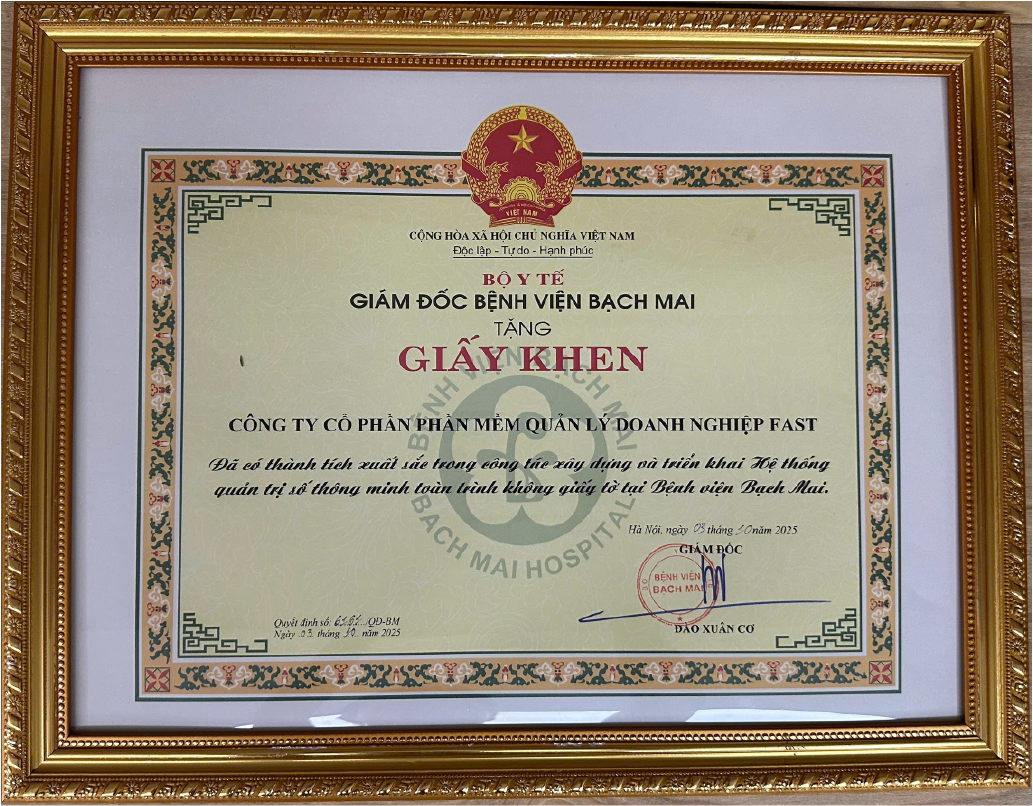 VIỆT NAM
CỘNG HÒA XÃ HỘI CHỦ NGHĨA VIỆT NAM
Độc lập - Tự do - Hạnh phúc
BỘ Y TẾ
GIÁM ĐỐC BỆNH VIỆN BẠCH MAI
TẶNG
GIẤY KHEN
BỆNH VIỆN BẠCH MAI
CÔNG TY CỔ PHẦN PHẦN MỀM QUẢN LÝ DOANH NGHIỆP FAST
Đã có thành tích xuất sắc trong công tác xây dựng và triển khai Hệ thống
quản trị số thông minh toàn trình không giấy tờ tại Bệnh viện Bạch Mai.
BACH MAI HOSPITAL
Hà Nội, ngày 03 tháng 10 năm 2025
GIÁM ĐỐC
BỆNH VIỆN
BẠCH MAI
ĐÀO XUÂN CƠ
Quyết định số: /QĐ-BM
Ngày 03 tháng 10 năm 2025